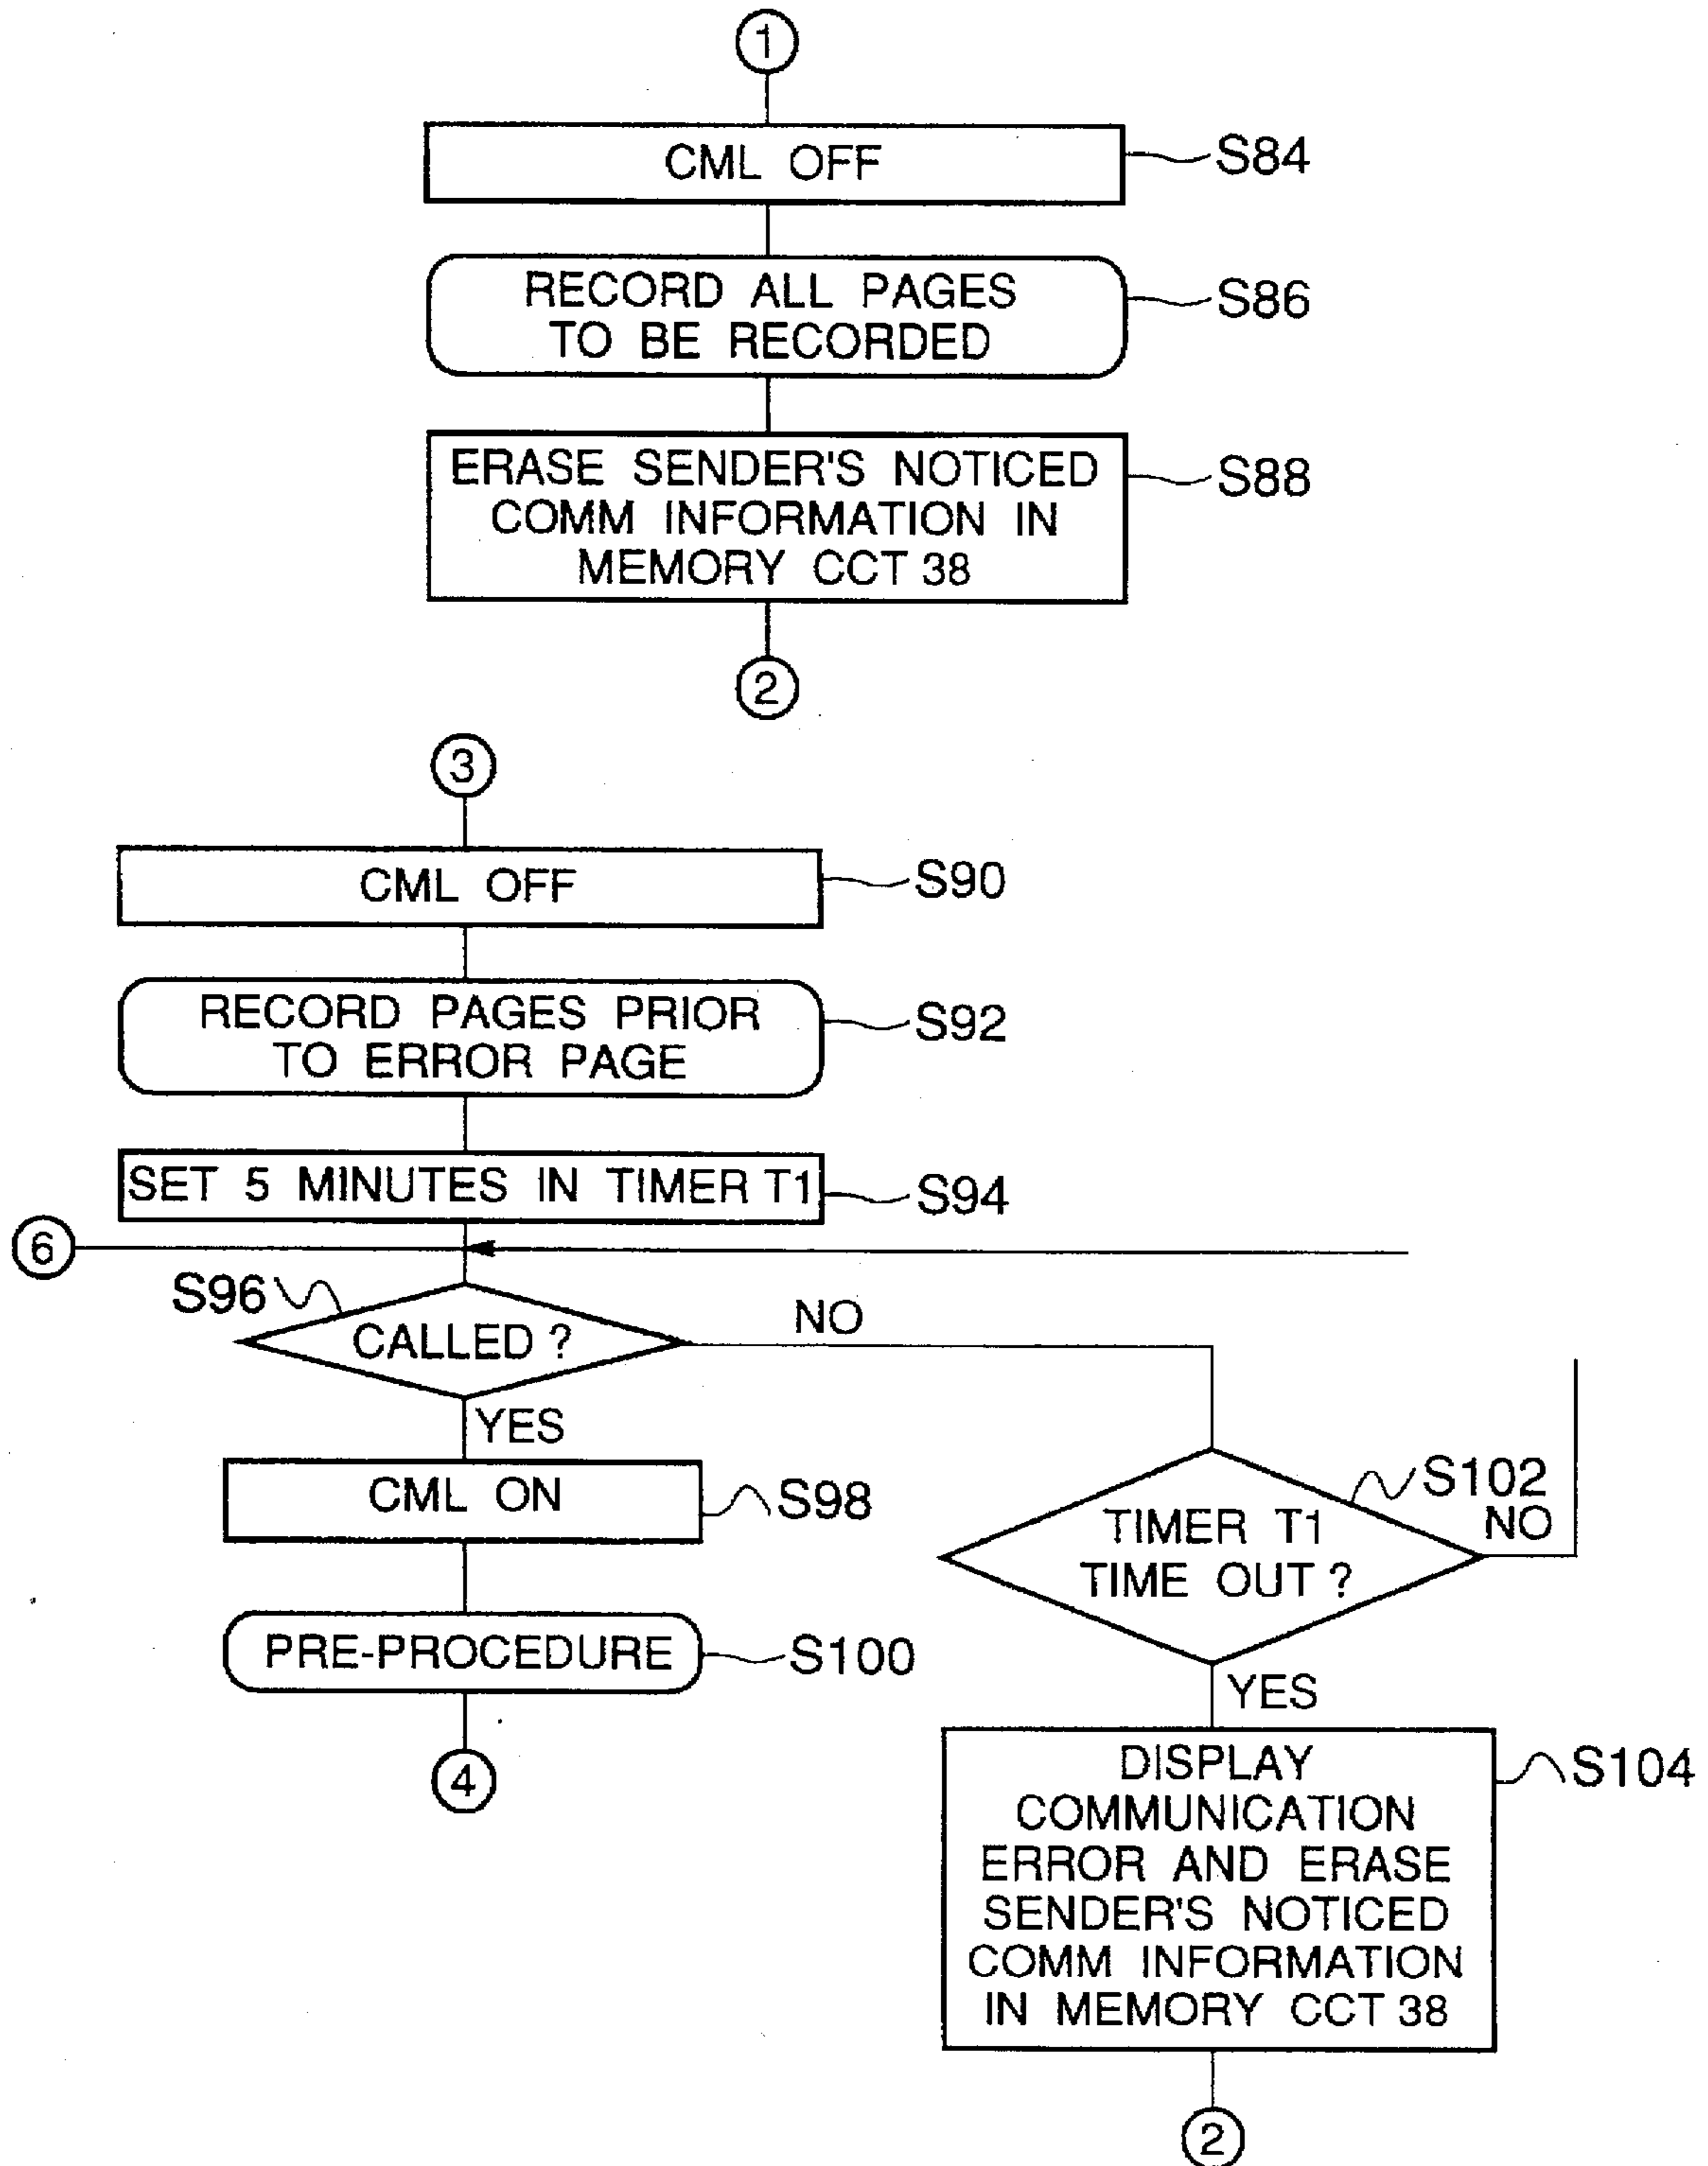 1
CML OFF
S84
RECORD ALL PAGES
TO BE RECORDED
S86
ERASE SENDER'S NOTICED
COMM INFORMATION IN
MEMORY CCT 38
S88
2
3
CML OFF
S90
RECORD PAGES PRIOR
TO ERROR PAGE
S92
SET 5 MINUTES IN TIMER T1
S94
6
S96
CALLED ?
NO
YES
CML ON
S98
PRE-PROCEDURE
S100
4
S102
TIMER T1
TIME OUT ?
NO
YES
DISPLAY
COMMUNICATION
ERROR AND ERASE
SENDER'S NOTICED
COMM INFORMATION
IN MEMORY CCT 38
S104
2